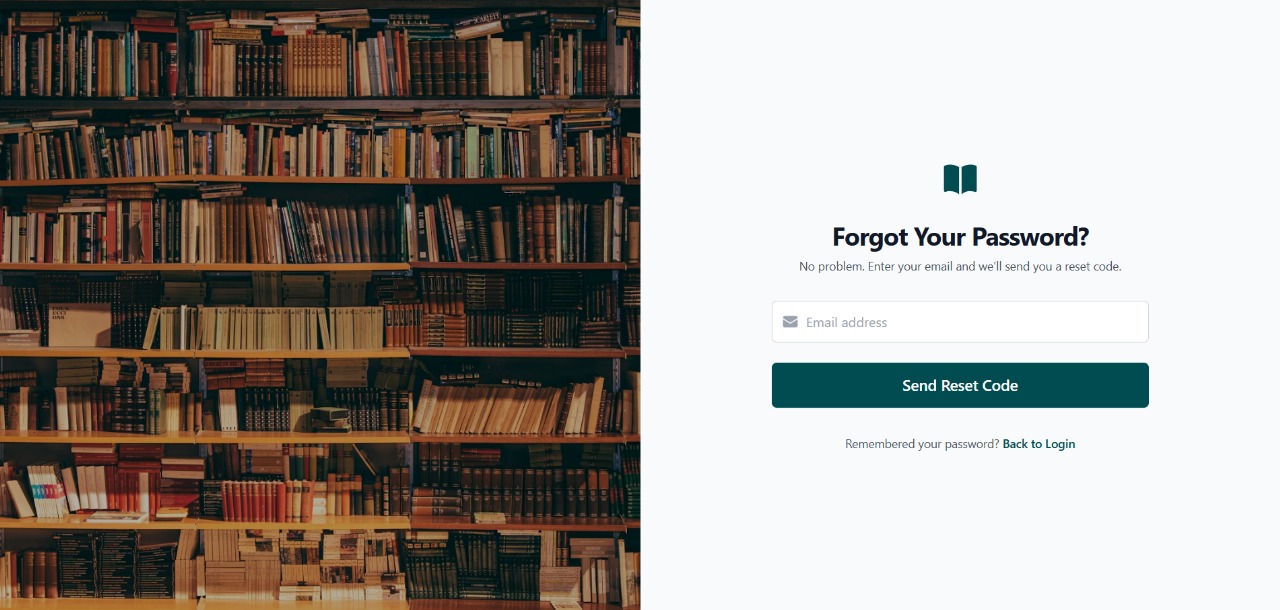 Forgot Your Password?
No problem. Enter your email and we'll send you a reset code.
Email address
Send Reset Code
Remembered your password? Back to Login